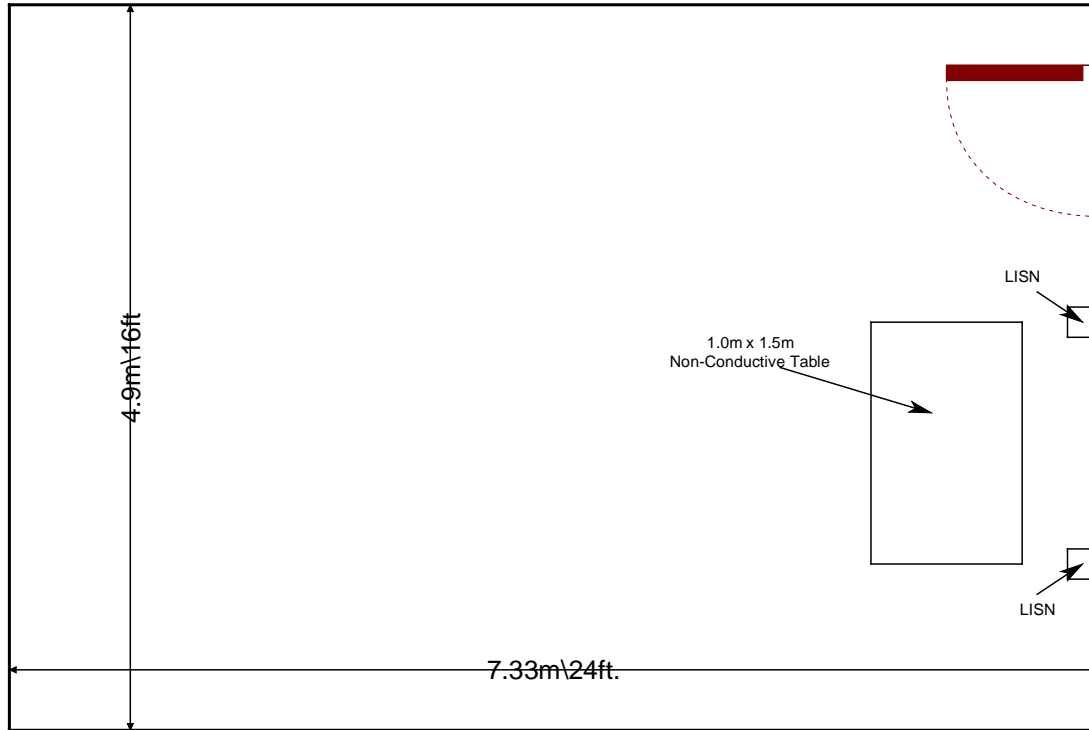 LISN
4.9m\16ft
1.0m x 1.5m
Non-Conductive Table
LISN
7.33m\24ft.